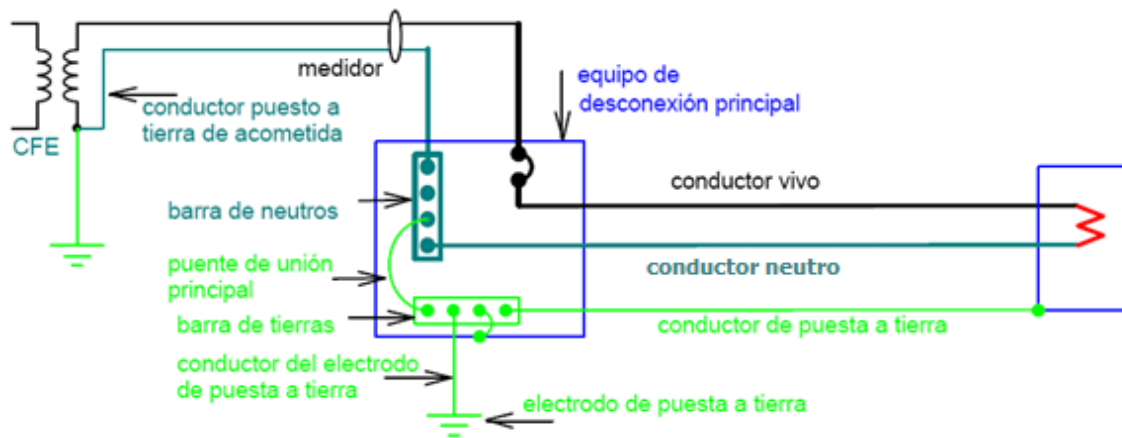 medidor
equipo de
desconexión principal
conductor puesto a
tierra de acometida
CFE
conductor vivo
barra de neutros
conductor neutro
puente de unión
principal
barra de tierras
conductor de puesta a tierra
conductor del electrodo
de puesta a tierra
electrodo de puesta a tierra